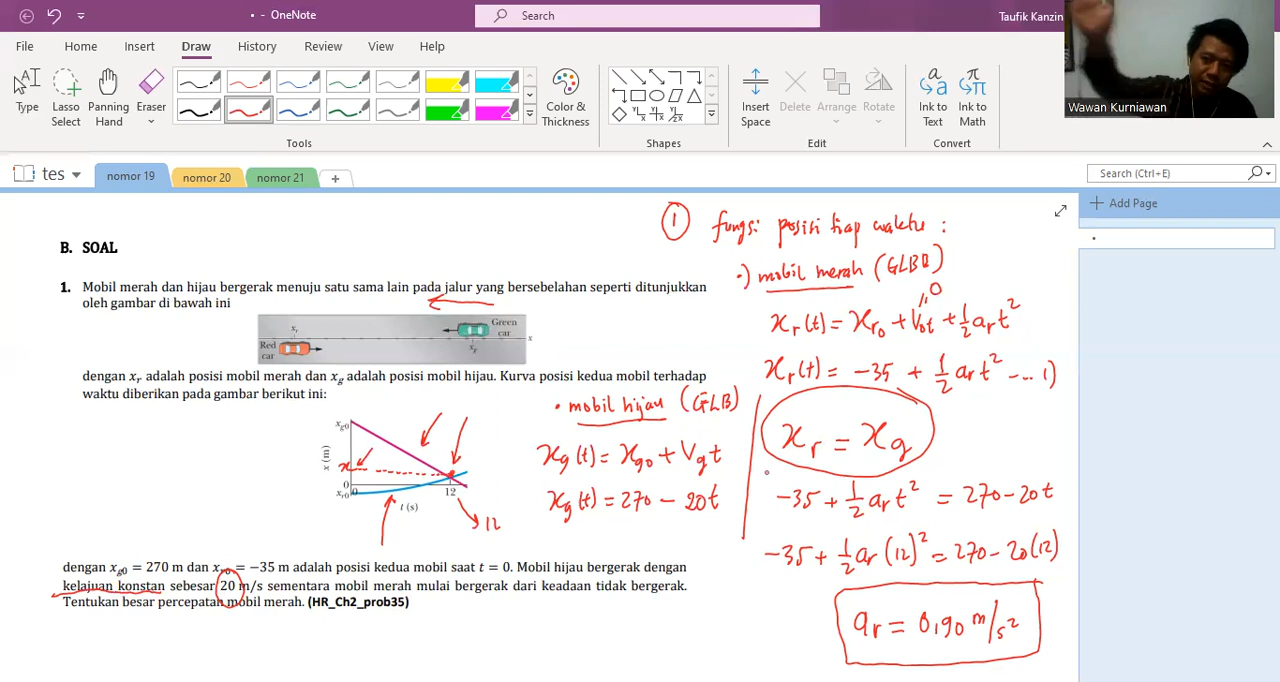 - OneNote
Search
Taufik Kanzin
File
Home
Insert
Draw
History
Review
View
Help
Type
Lasso Select
Panning Hand
Eraser
Color & Thickness
Insert Space
Delete
Arrange
Rotate
Ink to Text
Ink to Math
Tools
Shapes
Edit
Convert
Wawan Kurniawan
tes
nomor 19
nomor 20
nomor 21
Search (Ctrl+E)
Add Page
B. SOAL
1. Mobil merah dan hijau bergerak menuju satu sama lain pada jalur yang bersebelahan seperti ditunjukkan
oleh gambar di bawah ini
Green car
Red car
x_r
x_g
x
dengan x_r adalah posisi mobil merah dan x_g adalah posisi mobil hijau. Kurva posisi kedua mobil terhadap
waktu diberikan pada gambar berikut ini:
x_g0
x (m)
x
0
x_r0
0
12
t (s)
12
dengan x_g0 = 270 m dan x_r0 = −35 m adalah posisi kedua mobil saat t = 0. Mobil hijau bergerak dengan
kelajuan konstan sebesar 20 m/s sementara mobil merah mulai bergerak dari keadaan tidak bergerak.
Tentukan besar percepatan mobil merah. (HR_Ch2_prob35)
1 fungsi posisi tiap waktu :
·) mobil merah (GLBB)
0
x_r(t) = x_r0 + V_0t + 1/2 a_r t²
x_r(t) = -35 + 1/2 a_r t² ... 1)
· mobil hijau (GLB)
x_g(t) = x_g0 + V_g t
x_g(t) = 270 - 20t
x_r = x_g
-35 + 1/2 a_r t² = 270 - 20t
-35 + 1/2 a_r (12)² = 270 - 20(12)
a_r = 0,90 m/s²